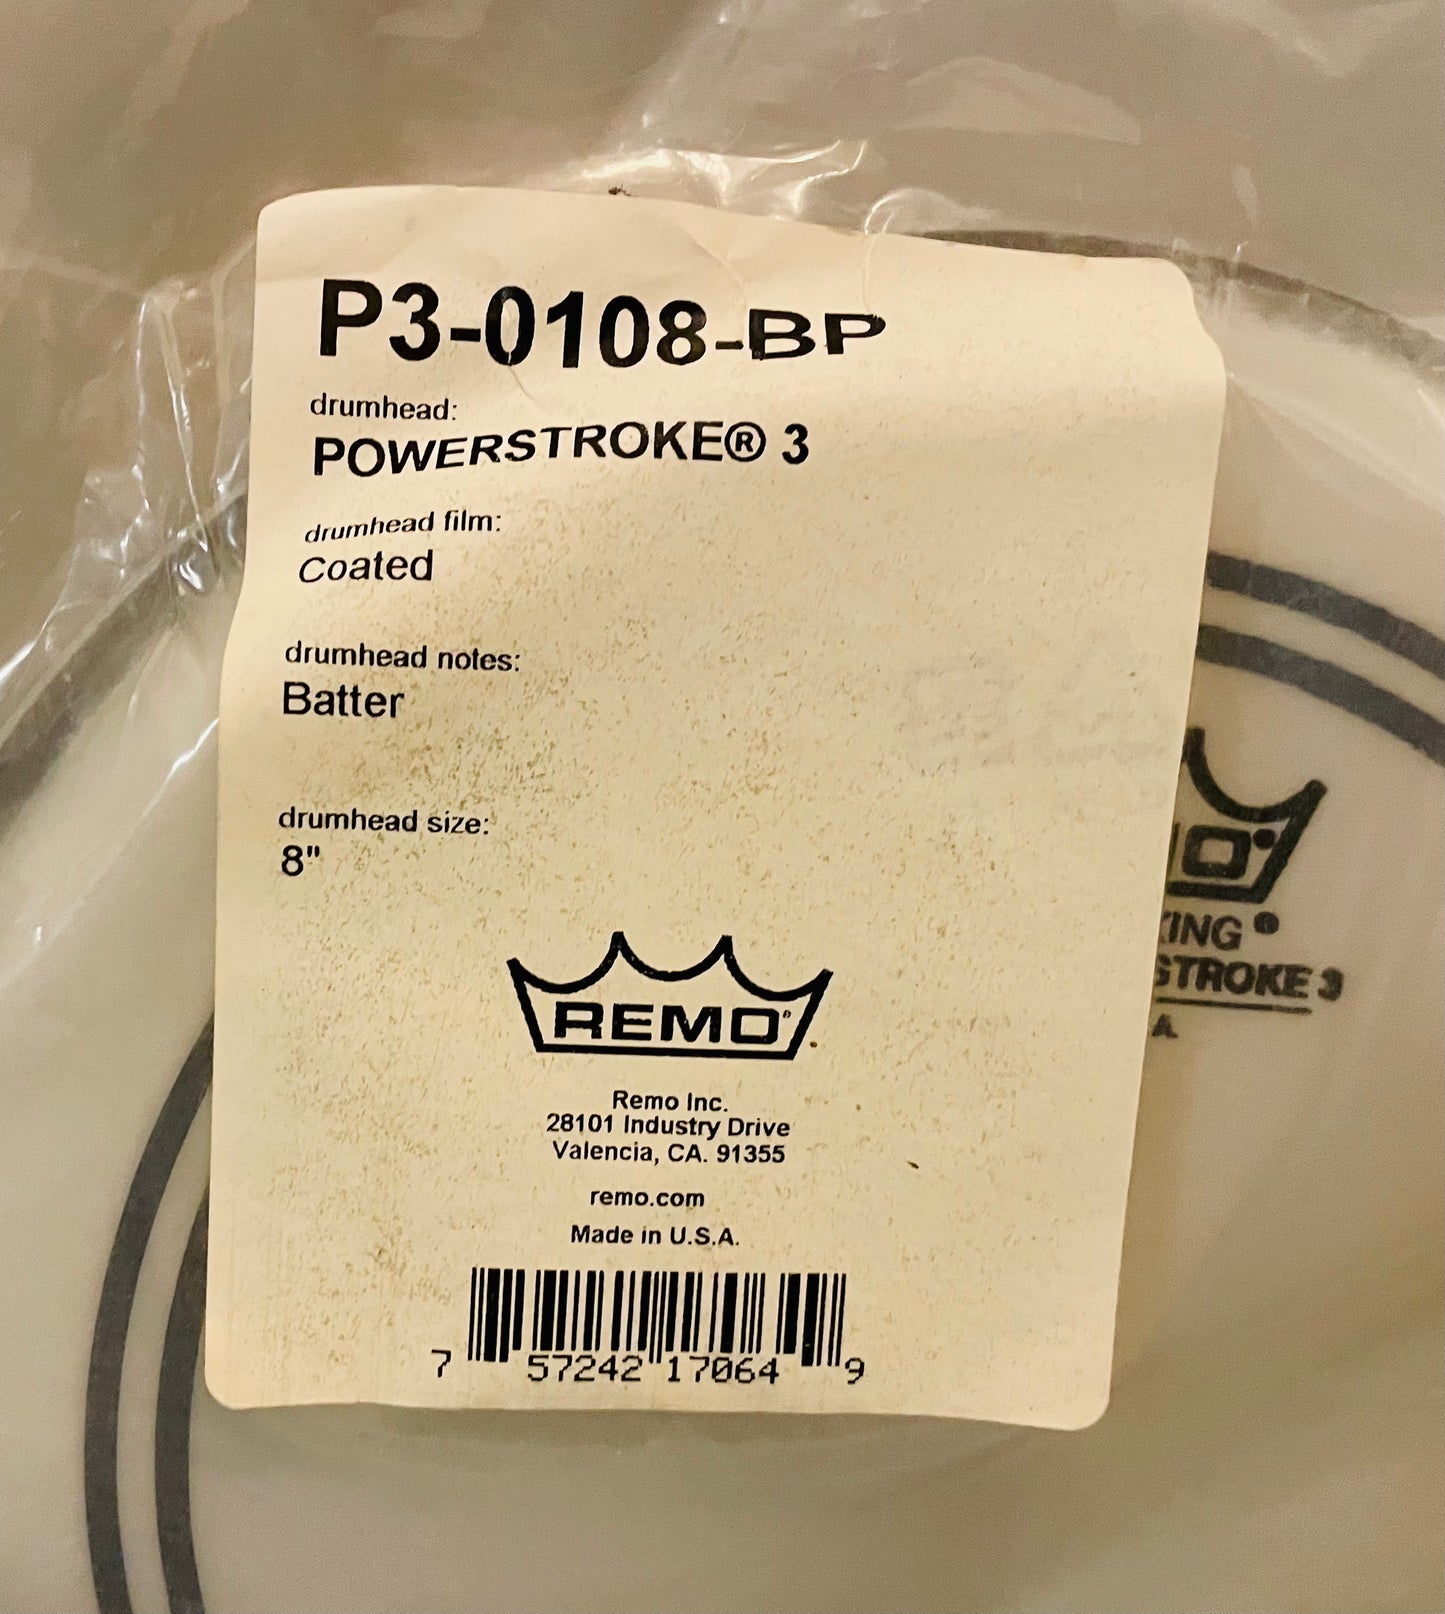 P3-0108-BP
drumhead:
POWERSTROKE® 3
drumhead film:
Coated
drumhead notes:
Batter
drumhead size:
8"
REMO®
Remo Inc.
28101 Industry Drive
Valencia, CA. 91355
remo.com
Made in U.S.A.
7 57242 17064 9
STROKE 3